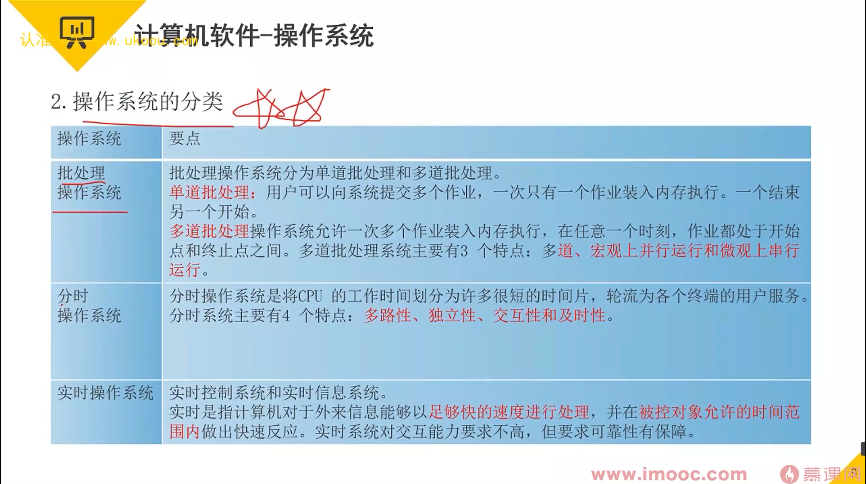 计算机软件-操作系统
2.操作系统的分类
操作系统
要点
批处理
操作系统
批处理操作系统分为单道批处理和多道批处理。
单道批处理：用户可以向系统提交多个作业，一次只有一个作业装入内存执行。一个结束
另一个开始。
多道批处理操作系统允许一次多个作业装入内存执行，在任意一个时刻，作业都处于开始
点和终止点之间。多道批处理系统主要有3 个特点：多道、宏观上并行运行和微观上串行
运行。
分时
操作系统
分时操作系统是将CPU 的工作时间划分为许多很短的时间片，轮流为各个终端的用户服务。
分时系统主要有4 个特点：多路性、独立性、交互性和及时性。
实时操作系统
实时控制系统和实时信息系统。
实时是指计算机对于外来信息能够以足够快的速度进行处理，并在被控对象允许的时间范
围内做出快速反应。实时系统对交互能力要求不高，但要求可靠性有保障。
www.imooc.com
慕课网